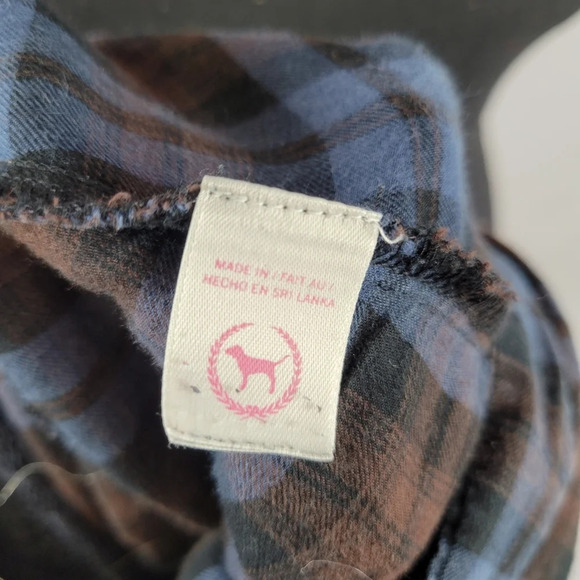 MADE IN / FAIT AU /
HECHO EN SRI LANKA